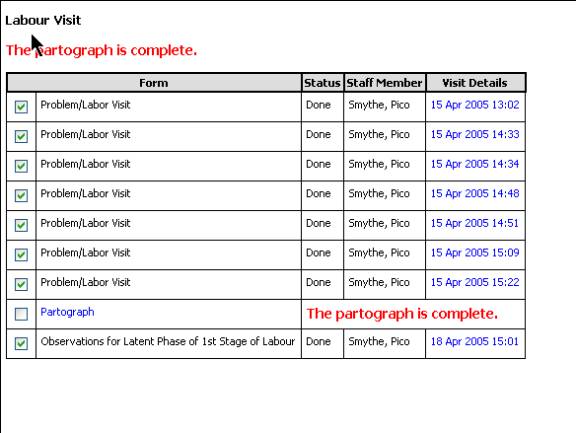 Labour Visit
The partograph is complete.
Form Status Staff Member Visit Details
Problem/Labor Visit Done Smythe, Pico 15 Apr 2005 13:02
Problem/Labor Visit Done Smythe, Pico 15 Apr 2005 14:33
Problem/Labor Visit Done Smythe, Pico 15 Apr 2005 14:34
Problem/Labor Visit Done Smythe, Pico 15 Apr 2005 14:48
Problem/Labor Visit Done Smythe, Pico 15 Apr 2005 14:51
Problem/Labor Visit Done Smythe, Pico 15 Apr 2005 15:09
Problem/Labor Visit Done Smythe, Pico 15 Apr 2005 15:22
Partograph The partograph is complete.
Observations for Latent Phase of 1st Stage of Labour Done Smythe, Pico 18 Apr 2005 15:01